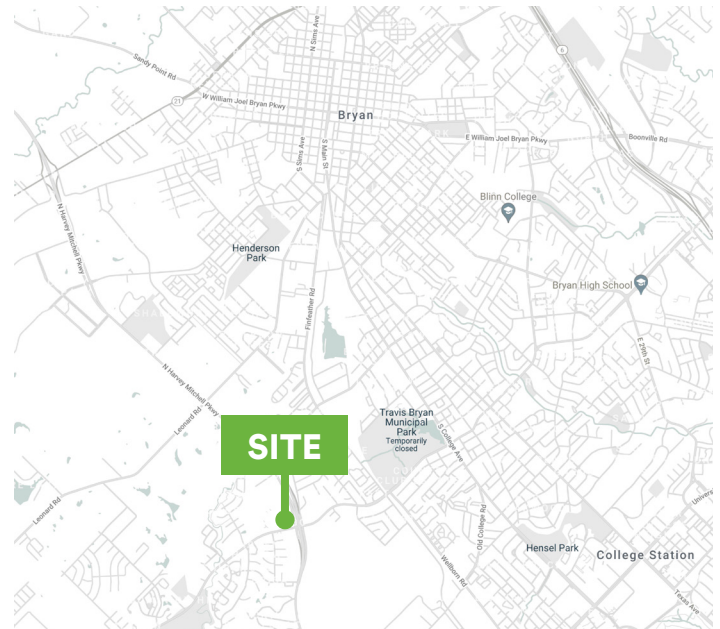 N Sims Ave
6
Sandy Point Rd
21
W William Joel Bryan Pkwy
Bryan
E William Joel Bryan Pkwy
Boonville Rd
S Sims Ave
S Main St
Blinn College
N Harvey Mitchell Pkwy
Henderson
Park
Bryan High School
Finfeather Rd
E 29th St
N Harvey Mitchell Pkwy
Leonard Rd
Travis Bryan
Municipal
Park
Temporarily
closed
S College Ave
SITE
Leonard Rd
Old College Rd
Hensel Park
College Station
Wellborn Rd
Texas Ave